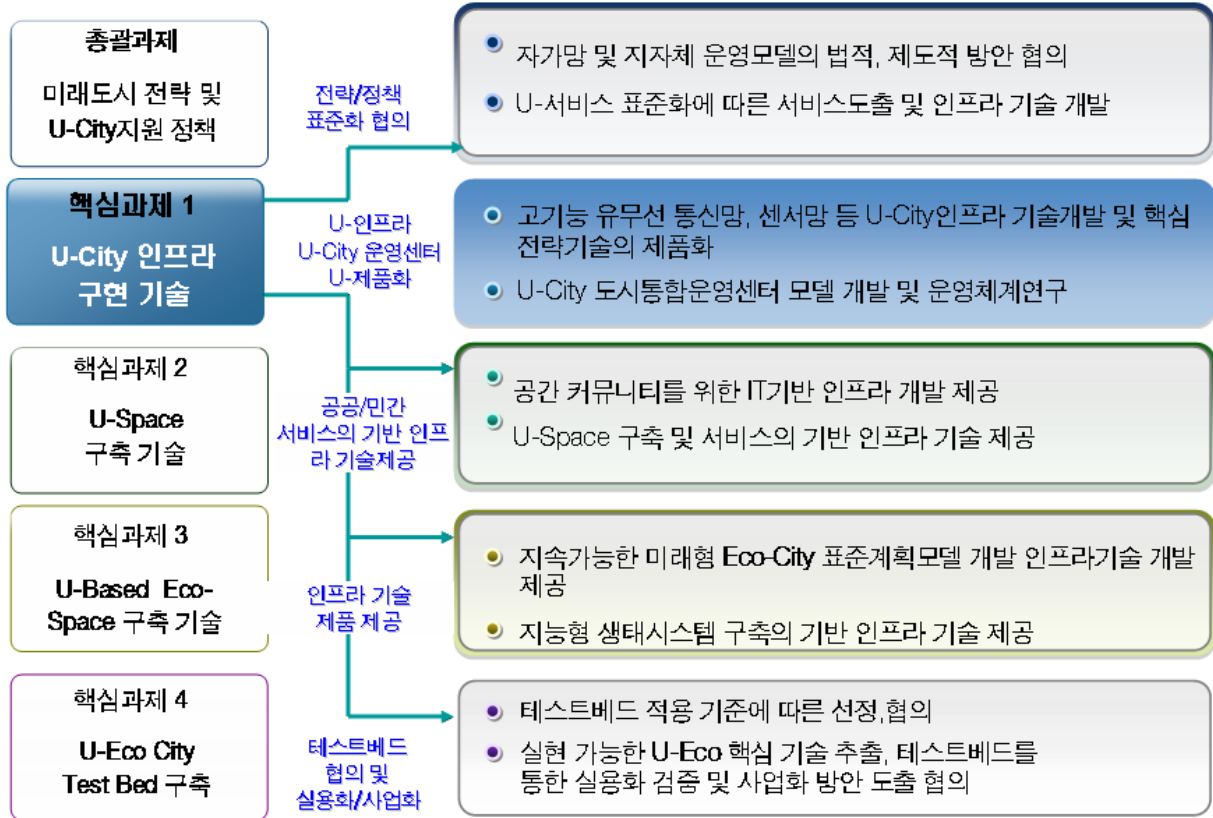 총괄과제
미래도시 전략 및
U-City지원 정책
전략/정책
표준화 협의
자가망 및 지자체 운영모델의 법적, 제도적 방안 협의
U-서비스 표준화에 따른 서비스도출 및 인프라 기술 개발
핵심과제 1
U-City 인프라
구현 기술
U-인프라
U-City 운영센터
U-제품화
고기능 유무선 통신망, 센서망 등 U-City인프라 기술개발 및 핵심
전략기술의 제품화
U-City 도시통합운영센터 모델 개발 및 운영체계연구
핵심과제 2
U-Space
구축 기술
공공/민간
서비스의 기반 인프
라 기술제공
공간 커뮤니티를 위한 IT기반 인프라 개발 제공
U-Space 구축 및 서비스의 기반 인프라 기술 제공
핵심과제 3
U-Based Eco-
Space 구축 기술
인프라 기술
제품 제공
지속가능한 미래형 Eco-City 표준계획모델 개발 인프라기술 개발
제공
지능형 생태시스템 구축의 기반 인프라 기술 제공
핵심과제 4
U-Eco City
Test Bed 구축
테스트베드
협의 및
실용화/사업화
테스트베드 적용 기준에 따른 선정,협의
실현 가능한 U-Eco 핵심 기술 추출, 테스트베드를
통한 실용화 검증 및 사업화 방안 도출 협의